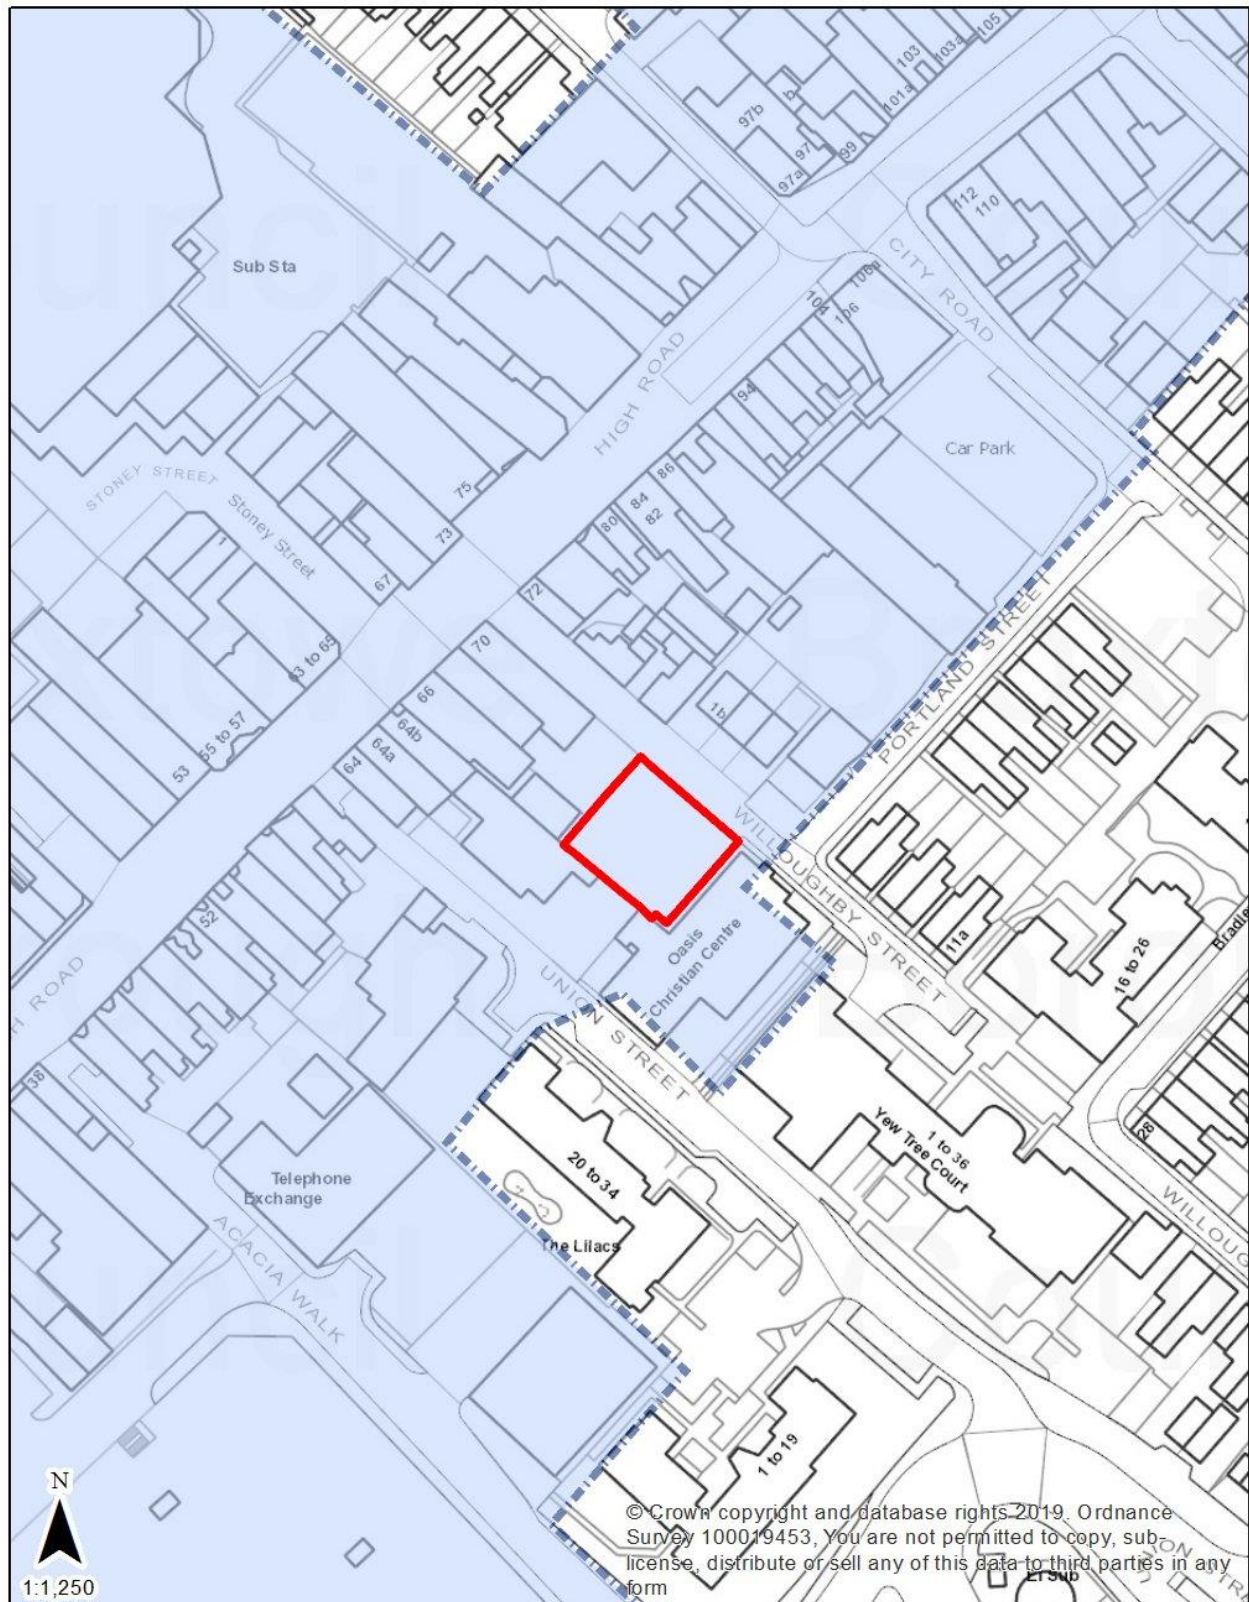 105
103a
103
101a
97b
b
97
99
97a
112
110
CITY ROAD
Sub Sta
106a
104
106
HIGH ROAD
94
Car Park
86
84
82
80
75
73
STONEY STREET
Stoney Street
67
72
1
63 to 65
70
66
64b
64a
64
55 to 57
53
1b
PORTLAND STREET
WILLOUGHBY STREET
52
11a
16 to 26
Oasis
Christian Centre
UNION STREET
H ROAD
38
Yew Tree Court
1 to 36
28
20 to 34
The Lilacs
Telephone
Exchange
ACACIA WALK
WILLOUG
1 to 19
N
1:1,250
© Crown copyright and database rights 2019. Ordnance
Survey 100019453, You are not permitted to copy, sub-
license, distribute or sell any of this data to third parties in any
form
El Sub